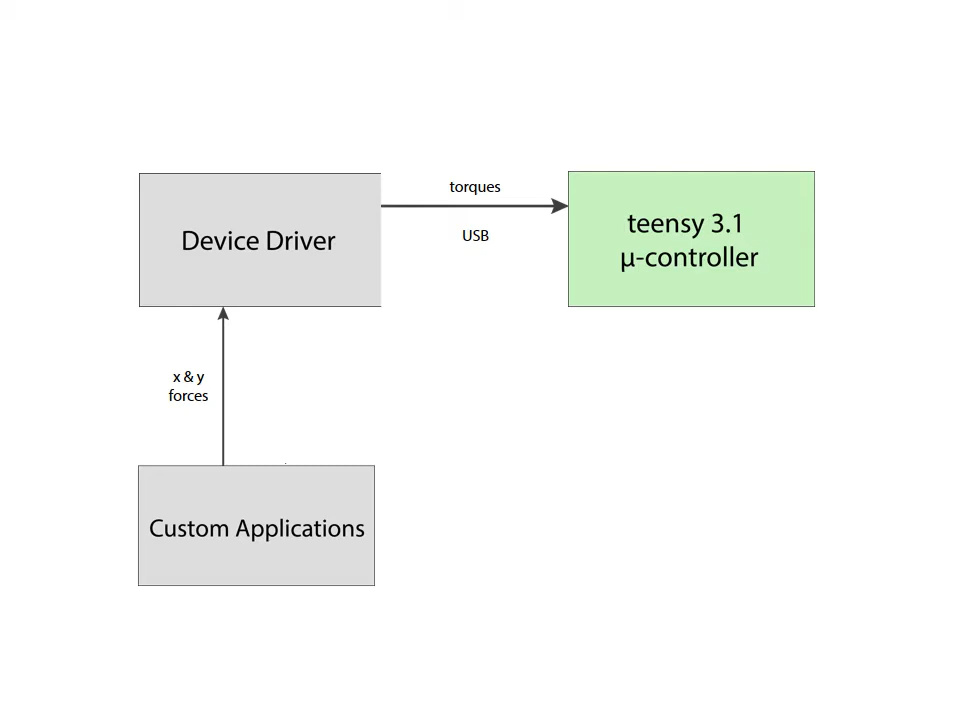 torques
Device Driver
USB
teensy 3.1
µ-controller
x & y
forces
Custom Applications